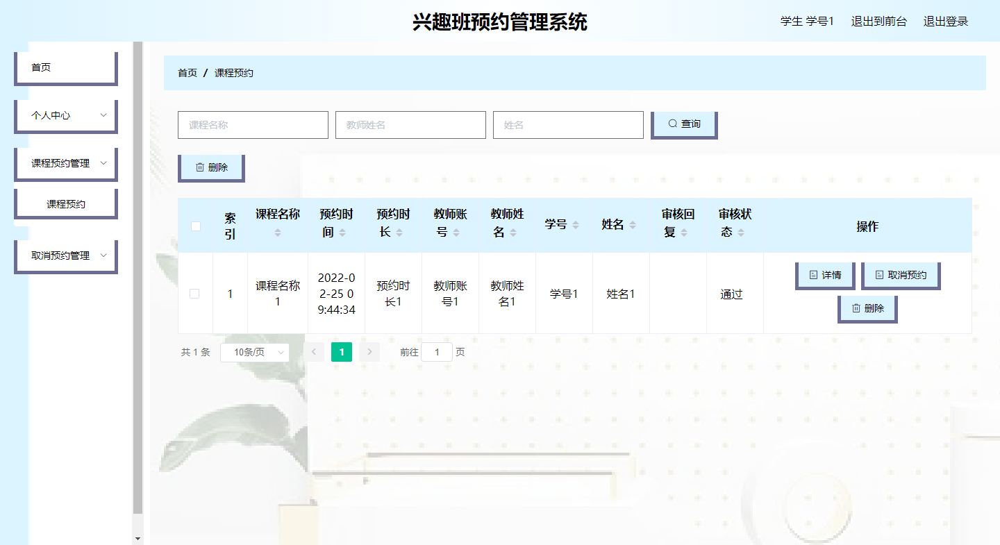 兴趣班预约管理系统
学生 学号1 退出到前台 退出登录
首页
个人中心
课程预约管理
课程预约
取消预约管理
首页 / 课程预约
课程名称 教师姓名 姓名 查询
删除
索引 课程名称 预约时间 预约时长 教师账号 教师姓名 学号 姓名 审核回复 审核状态 操作
1 课程名称1 2022-02-25 09:44:34 预约时长1 教师账号1 教师姓名1 学号1 姓名1 通过 详情 取消预约 删除
共 1 条 10条/页 1 前往 1 页